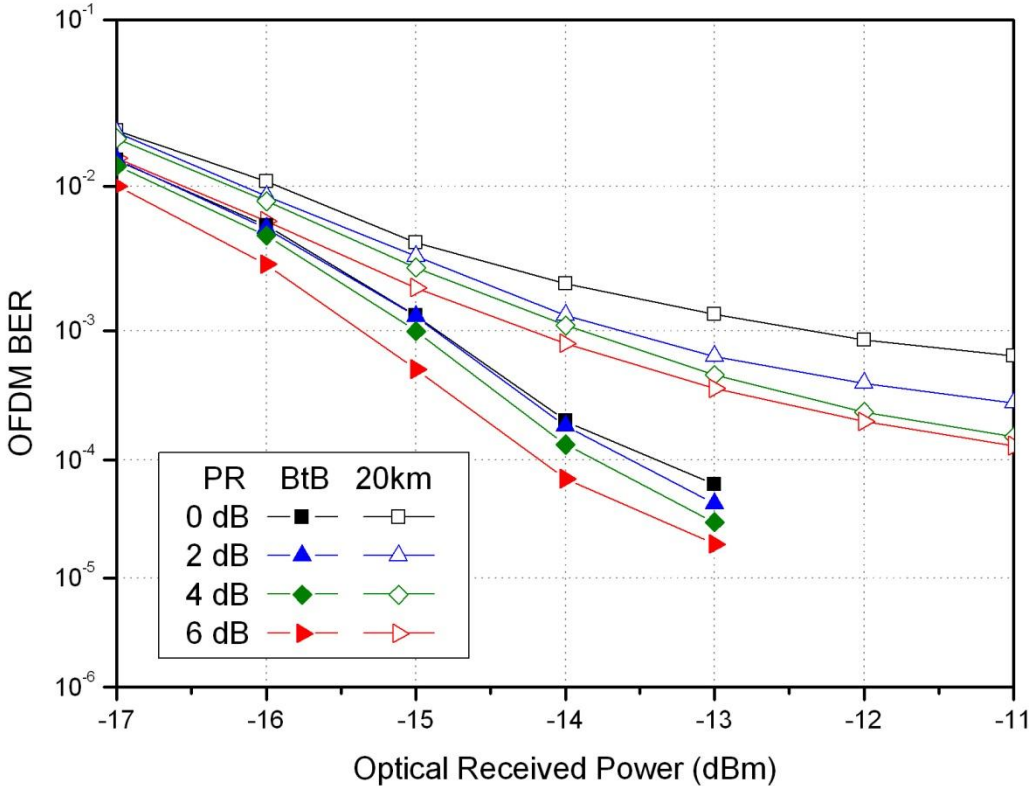 OFDM BER
10⁻¹
10⁻²
10⁻³
10⁻⁴
10⁻⁵
10⁻⁶
PR BtB 20km
0 dB
2 dB
4 dB
6 dB
-17 -16 -15 -14 -13 -12 -11
Optical Received Power (dBm)